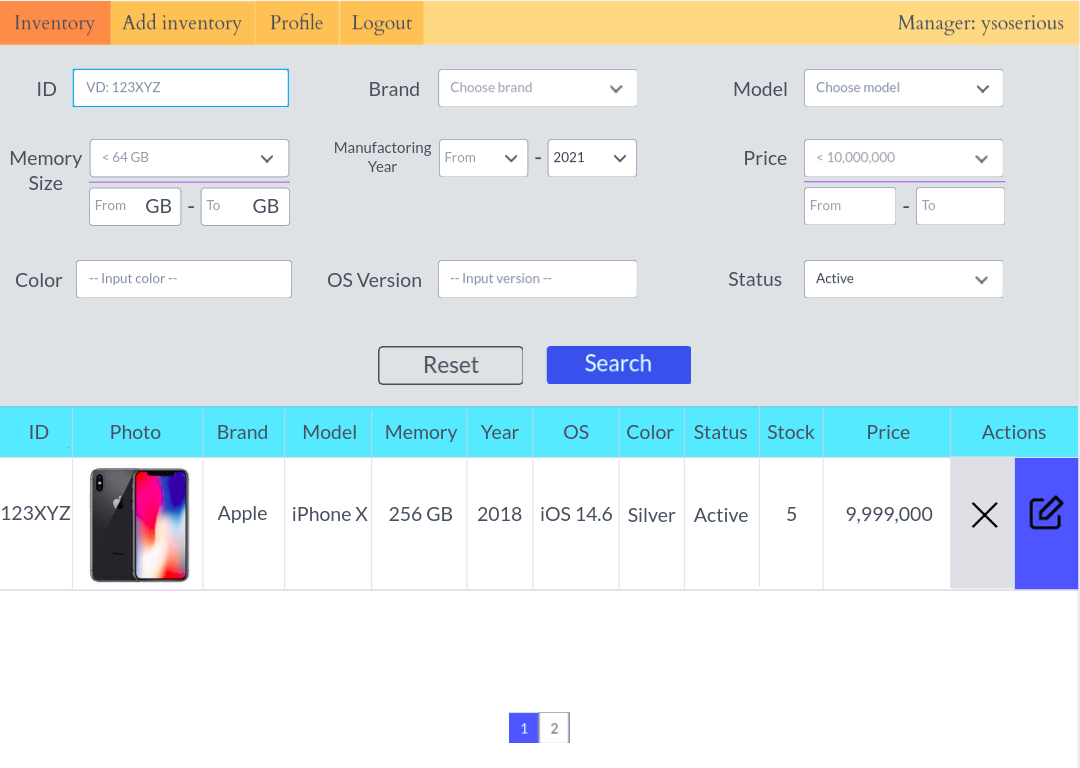 Inventory Add inventory Profile Logout Manager: ysoserious
ID VD: 123XYZ Brand Choose brand Model Choose model
Memory Size < 64 GB Manufactoring Year From - 2021 Price < 10,000,000
From GB - To GB From - To
Color -- Input color -- OS Version -- Input version -- Status Active
Reset Search
ID Photo Brand Model Memory Year OS Color Status Stock Price Actions
123XYZ Apple iPhone X 256 GB 2018 iOS 14.6 Silver Active 5 9,999,000
1 2